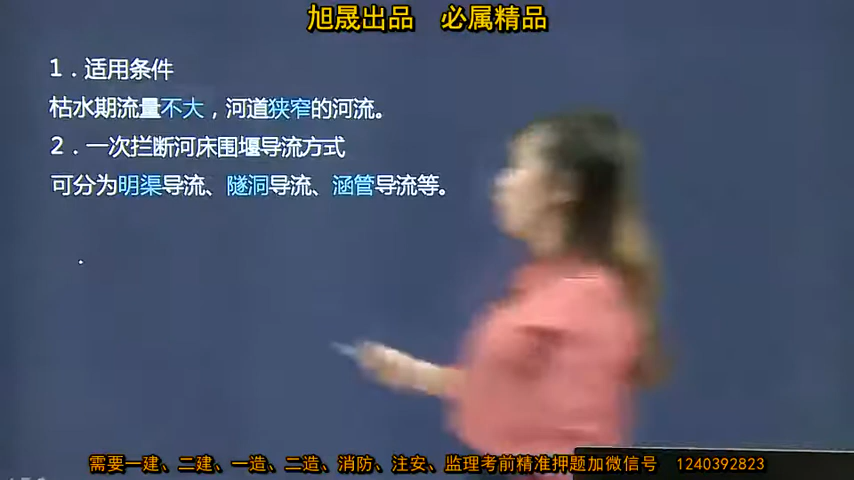 旭晟出品 必属精品
1．适用条件
枯水期流量不大，河道狭窄的河流。
2．一次拦断河床围堰导流方式
可分为明渠导流、隧洞导流、涵管导流等。
需要一建、二建、一造、二造、消防、注安、监理考前精准押题加微信号 1240392823